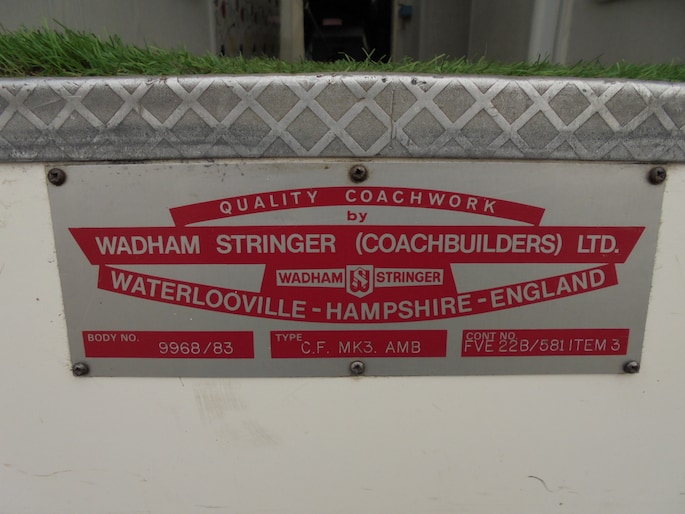 QUALITY COACHWORK
by
WADHAM STRINGER (COACHBUILDERS) LTD.
WADHAM S STRINGER
WATERLOOVILLE - HAMPSHIRE - ENGLAND
BODY NO. 9968/83
TYPE C.F. MK3. AMB
CONT NO. FVE 22B/581 ITEM 3